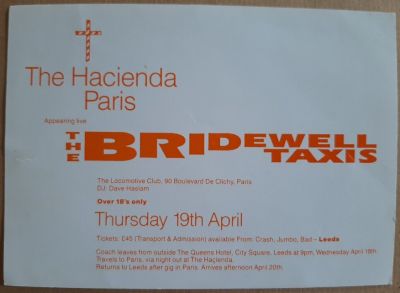 The Hacienda
Paris
Appearing live
THE BRIDEWELL
TAXIS
The Locomotive Club, 90 Boulevard De Clichy, Paris
DJ: Dave Haslam
Over 18's only
Thursday 19th April
Tickets: £45 (Transport & Admission) available From: Crash, Jumbo, Bad – Leeds
Coach leaves from outside The Queens Hotel, City Square, Leeds at 9pm, Wednesday April 18th.
Travels to Paris, via night out at The Haçienda.
Returns to Leeds after gig in Paris. Arrives afternoon April 20th.